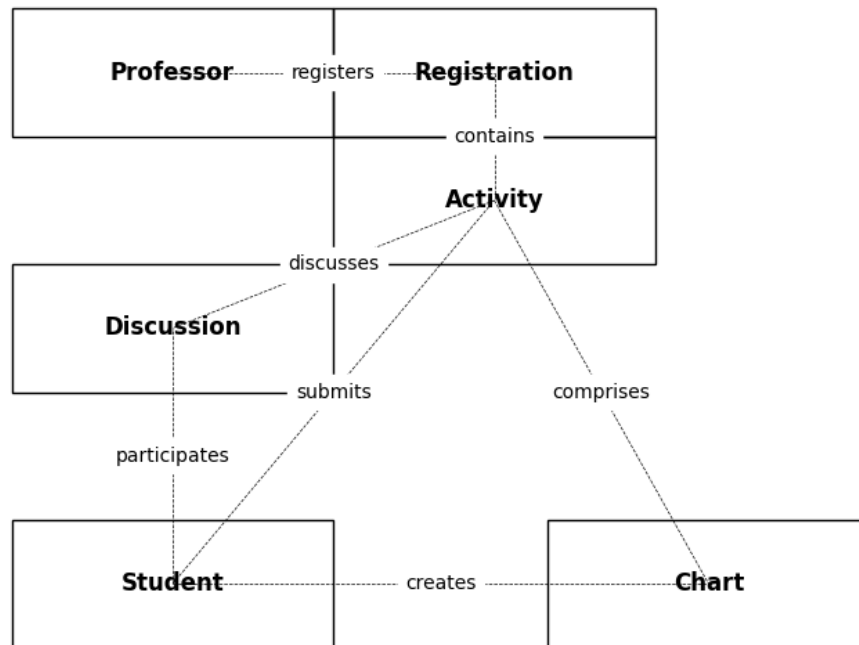 Professor registers Registration
contains
Activity
discusses
Discussion
submits comprises
participates
Student creates Chart